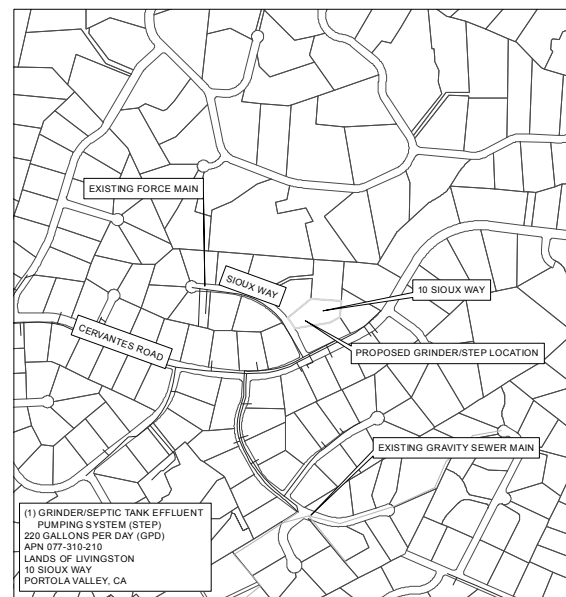 EXISTING FORCE MAIN
SIOUX WAY
10 SIOUX WAY
CERVANTES ROAD
PROPOSED GRINDER/STEP LOCATION
EXISTING GRAVITY SEWER MAIN
(1) GRINDER/SEPTIC TANK EFFLUENT
PUMPING SYSTEM (STEP)
220 GALLONS PER DAY (GPD)
APN 077-310-210
LANDS OF LIVINGSTON
10 SIOUX WAY
PORTOLA VALLEY, CA